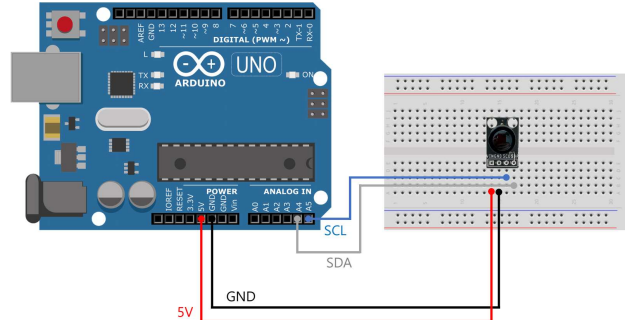 AREF
GND
13
12
~11
~10
~9
8
7
~6
~5
4
~3
2
TX-1
RX-0
DIGITAL (PWM ~)
L
TX
RX
ARDUINO
UNO
ON
POWER
ANALOG IN
IOREF
RESET
3.3V
5V
GND
GND
Vin
A0
A1
A2
A3
A4
A5
SCL
SDA
GND
5V